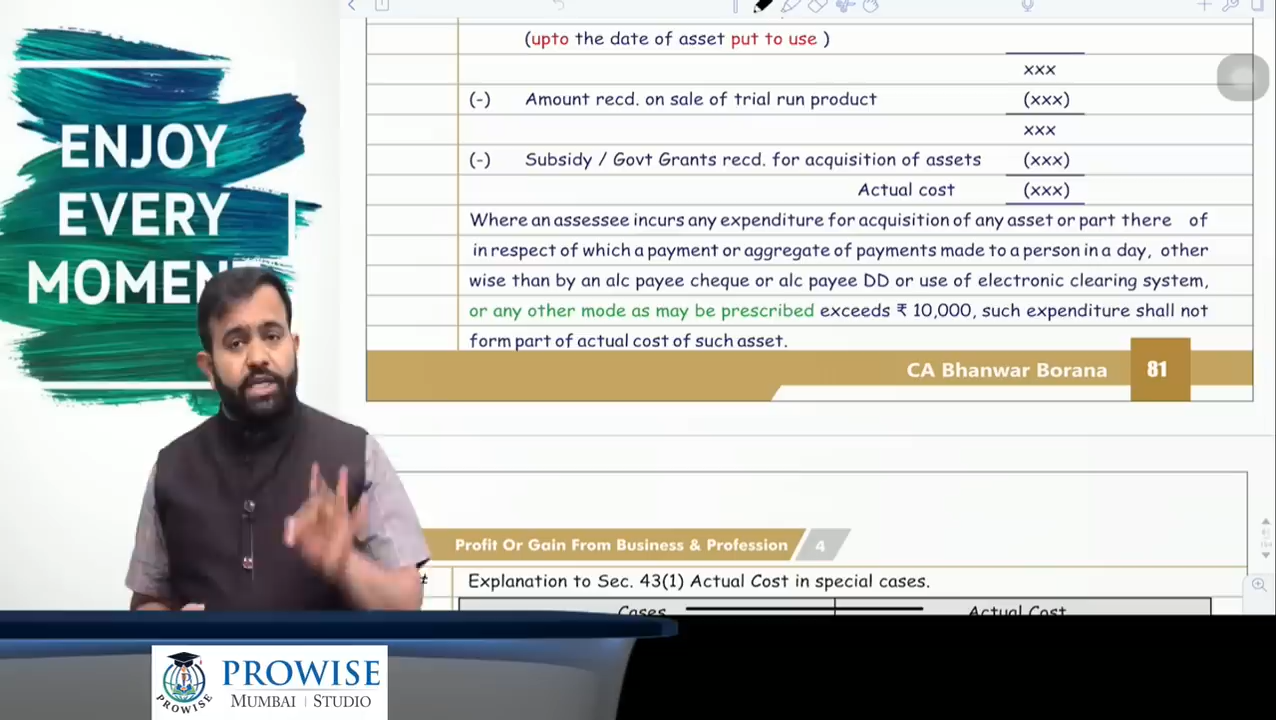 ENJOY
EVERY
MOMEN
(upto the date of asset put to use )
xxx
(-) Amount recd. on sale of trial run product (xxx)
xxx
(-) Subsidy / Govt Grants recd. for acquisition of assets (xxx)
Actual cost (xxx)
Where an assessee incurs any expenditure for acquisition of any asset or part there of
in respect of which a payment or aggregate of payments made to a person in a day, other
wise than by an alc payee cheque or alc payee DD or use of electronic clearing system,
or any other mode as may be prescribed exceeds ₹ 10,000, such expenditure shall not
form part of actual cost of such asset.
CA Bhanwar Borana 81
Profit Or Gain From Business & Profession 4
# Explanation to Sec. 43(1) Actual Cost in special cases.
Cases Actual Cost
PROWISE
PROWISE
MUMBAI | STUDIO